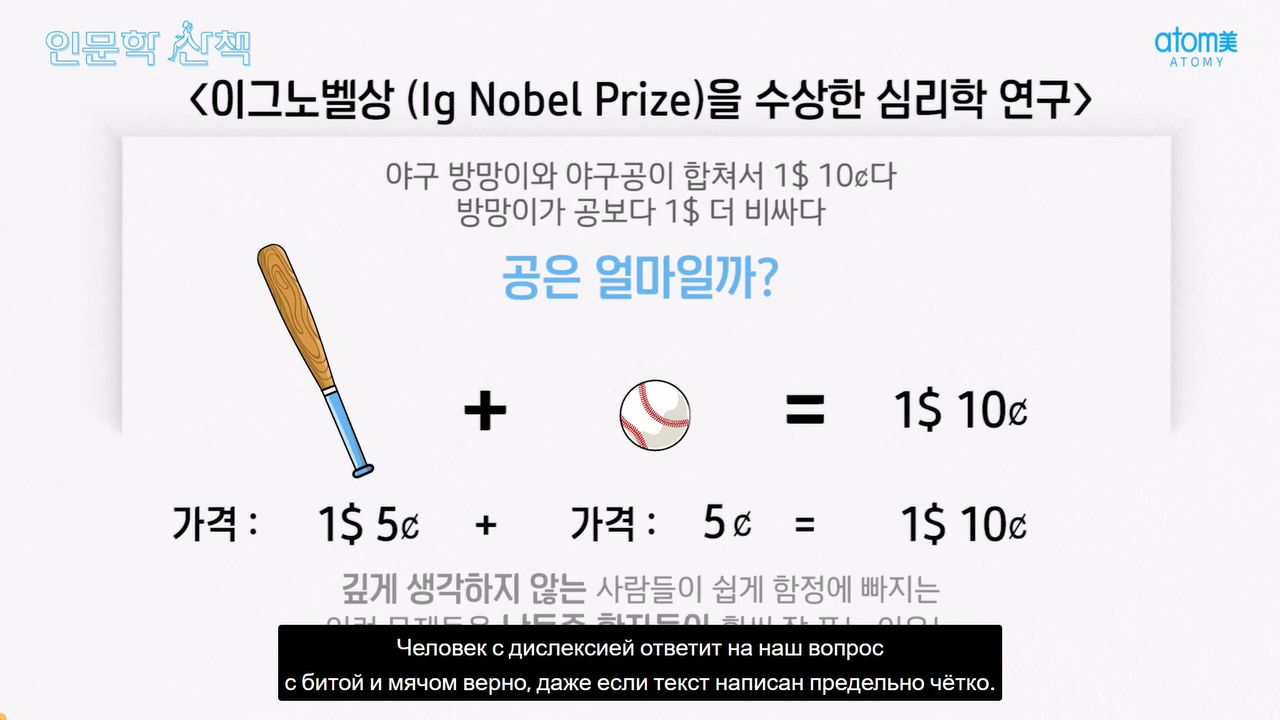 인문학 산책
atom美
ATOMY
<이그노벨상 (Ig Nobel Prize)을 수상한 심리학 연구>
야구 방망이와 야구공이 합쳐서 1$ 10¢다
방망이가 공보다 1$ 더 비싸다
공은 얼마일까?
+ = 1$ 10¢
가격 : 1$ 5¢ + 가격 : 5¢ = 1$ 10¢
깊게 생각하지 않는 사람들이 쉽게 함정에 빠지는
Человек с дислексией ответит на наш вопрос
с битой и мячом верно, даже если текст написан предельно чётко.